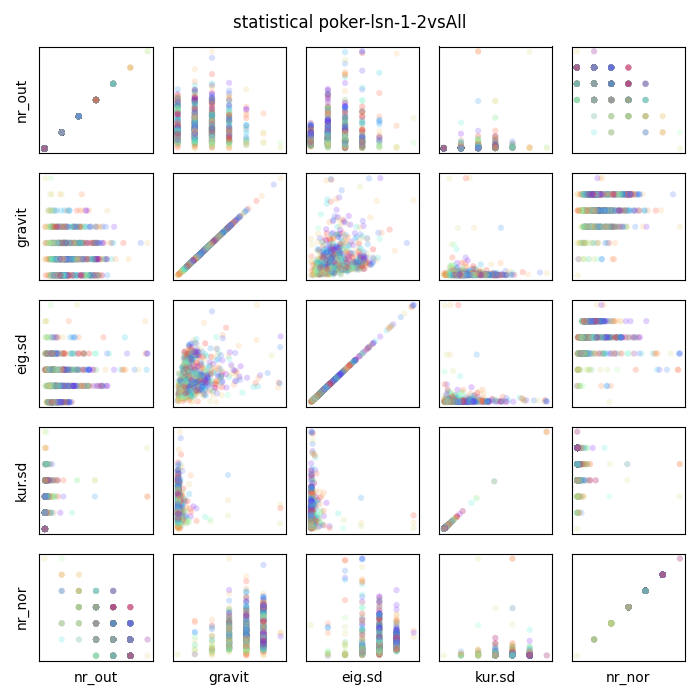 statistical poker-lsn-1-2vsAll
nr_out
gravit
eig.sd
kur.sd
nr_nor
nr_out gravit eig.sd kur.sd nr_nor